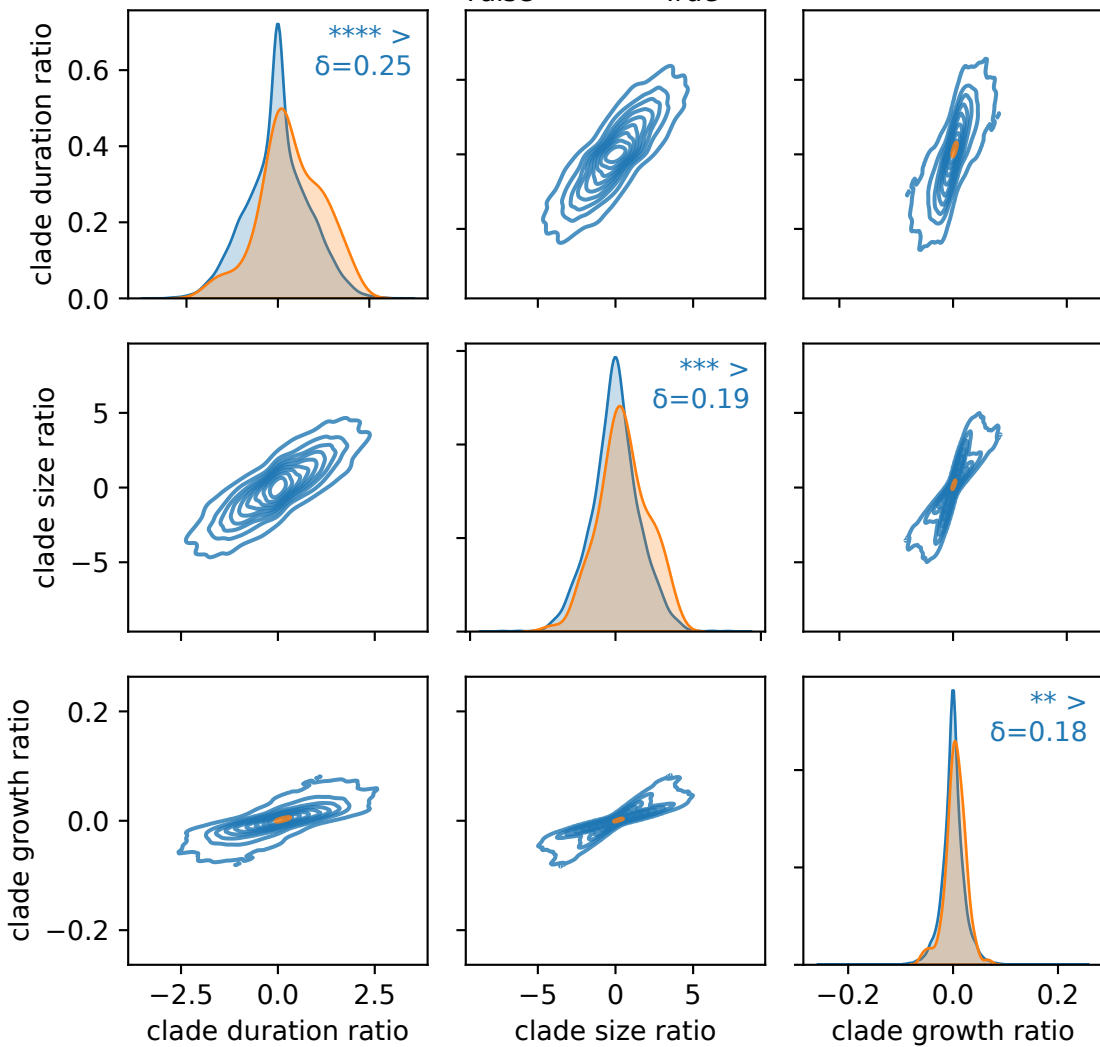 **** >
δ=0.25
clade duration ratio
0.6
0.4
0.2
0.0
*** >
δ=0.19
clade size ratio
5
0
−5
** >
δ=0.18
clade growth ratio
0.2
0.0
−0.2
−2.5 0.0 2.5
−5 0 5
−0.2 0.0 0.2
clade duration ratio
clade size ratio
clade growth ratio